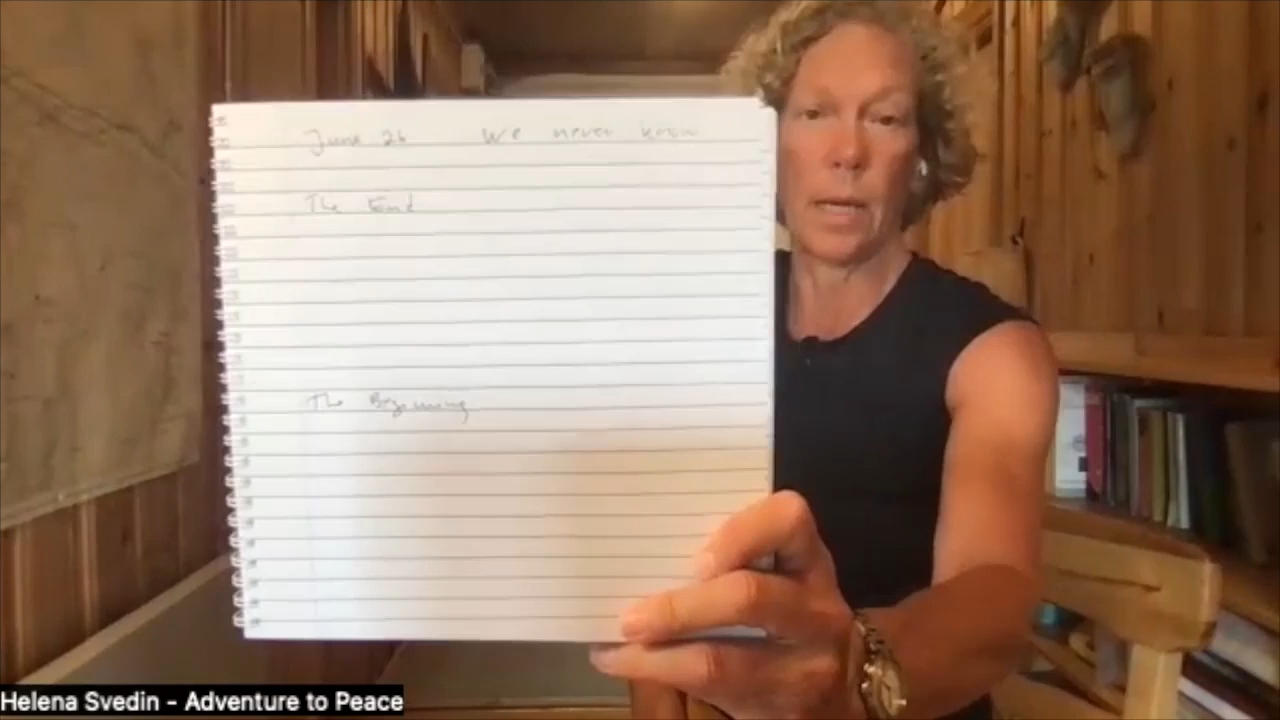 June 26 We never know
The End
The Beginning
Helena Svedin - Adventure to Peace